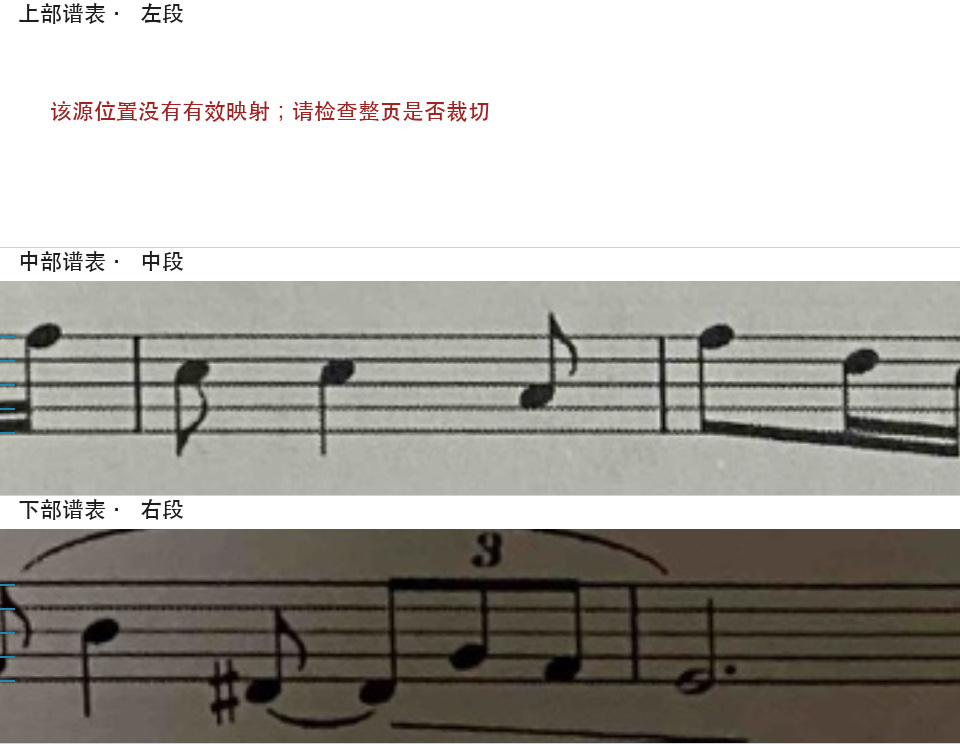 上部谱表 · 左段
该源位置没有有效映射；请检查整页是否裁切
中部谱表 · 中段
下部谱表 · 右段
3